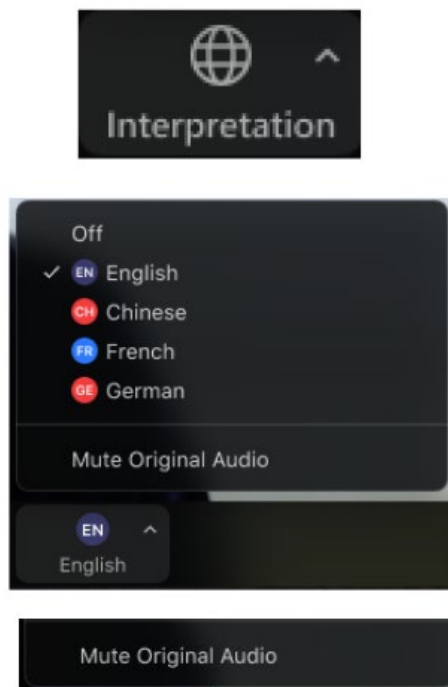 Interpretation
Off
EN English
CH Chinese
FR French
GE German
Mute Original Audio
EN
English
Mute Original Audio